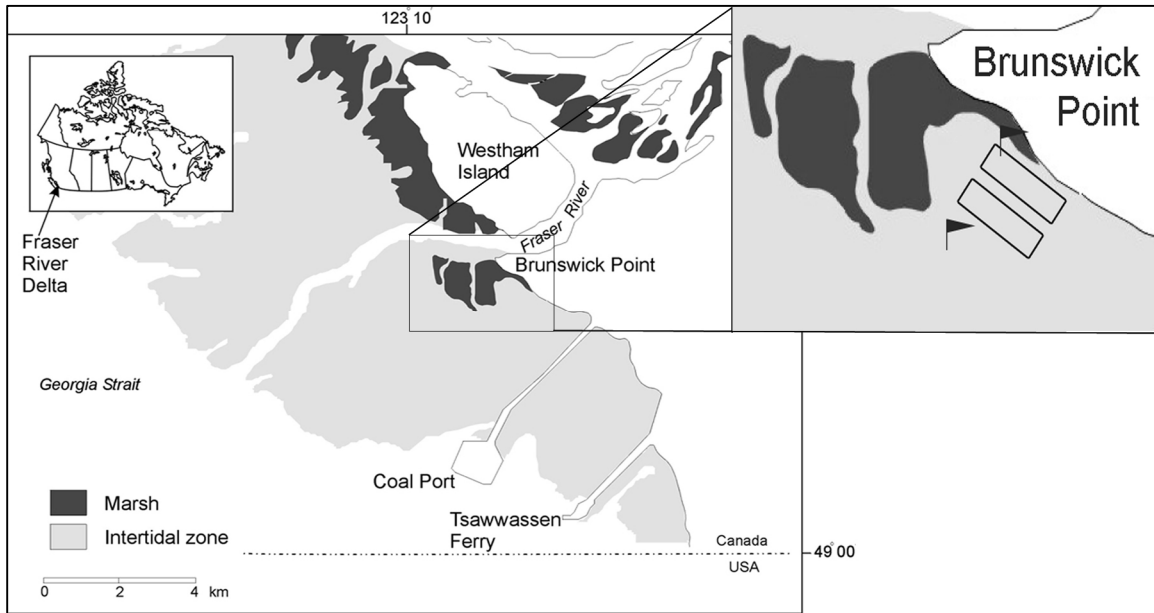 123° 10
Brunswick
Point
Westham
Island
Fraser River
Fraser
River
Delta
Brunswick Point
Georgia Strait
Coal Port
Marsh
Tsawwassen
Ferry
Intertidal zone
Canada
49° 00
USA
0 2 4 km